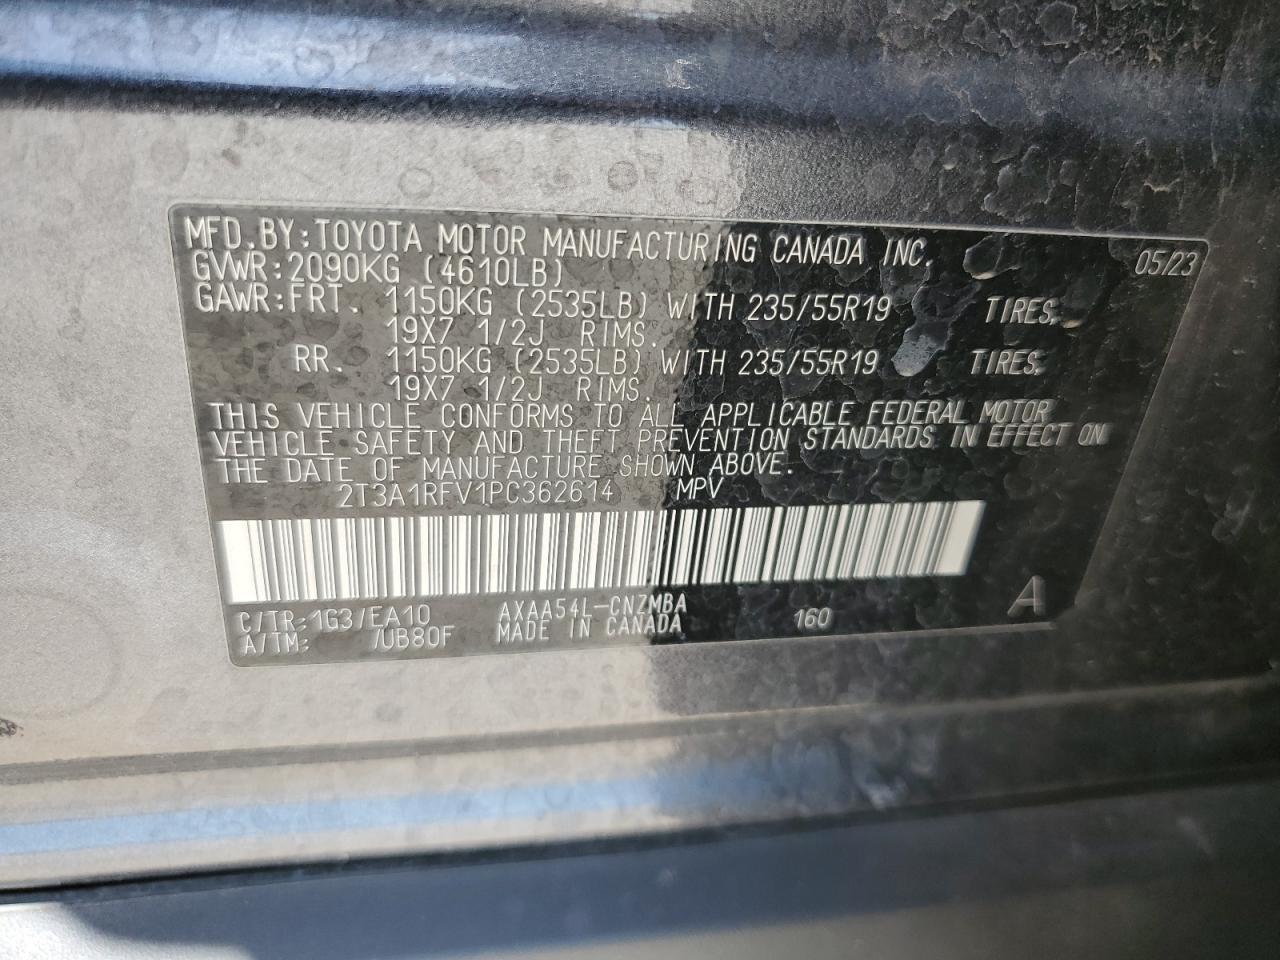 MFD.BY:TOYOTA MOTOR MANUFACTURING CANADA INC. 05/23
GVWR:2090KG (4610LB)
GAWR:FRT. 1150KG (2535LB) WITH 235/55R19 TIRES,
19X7 1/2J RIMS.
RR. 1150KG (2535LB) WITH 235/55R19 TIRES,
19X7 1/2J RIMS.
THIS VEHICLE CONFORMS TO ALL APPLICABLE FEDERAL MOTOR
VEHICLE SAFETY AND THEFT PREVENTION STANDARDS IN EFFECT ON
THE DATE OF MANUFACTURE SHOWN ABOVE.
2T3A1RFV1PC362614 MPV
C/TR:1G3/EA10 AXAA54L-CNZMBA 160 A
A/TM: /UB80F MADE IN CANADA